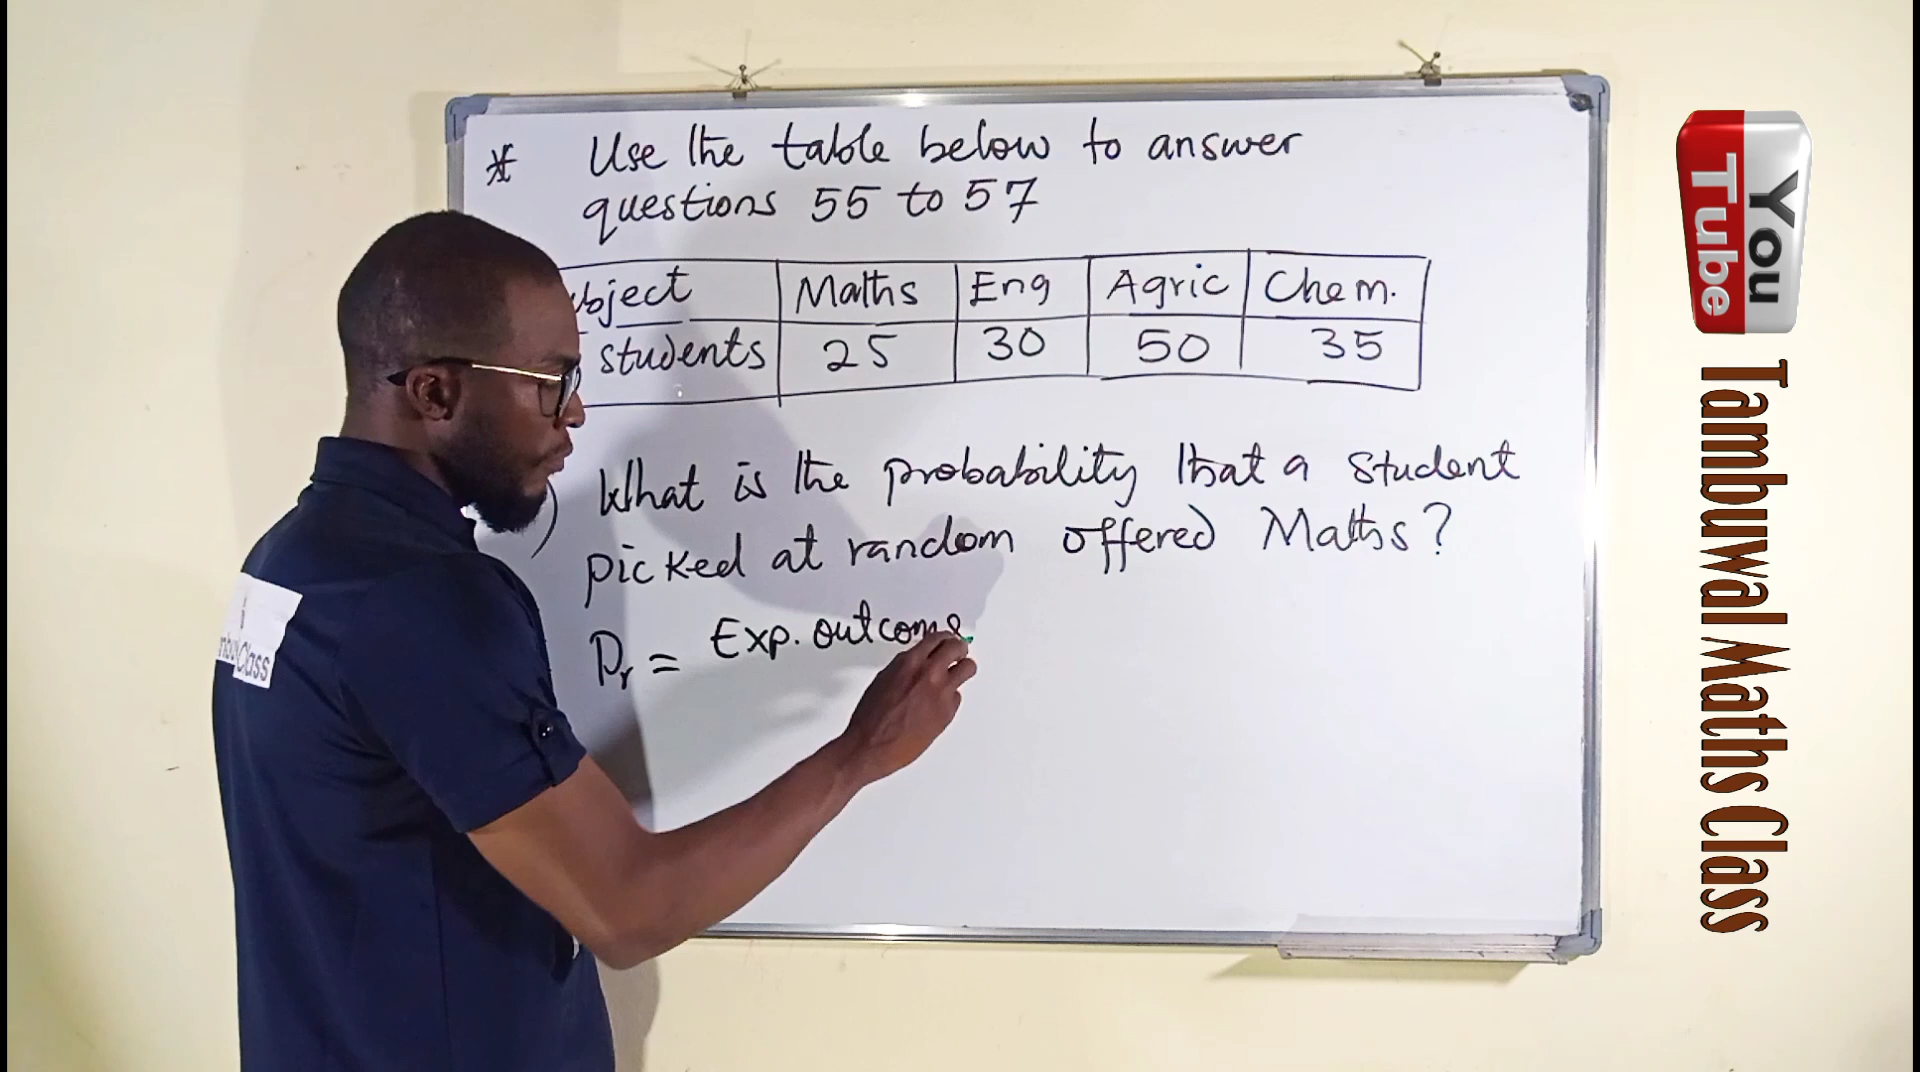 * Use the table below to answer
questions 55 to 57
Maths Eng Agric Chem.
students 25 30 50 35
) What is the probability that a student
picked at random offered Maths?
Pr = Exp. outcome
Class
You
Tube
Tambuwal Maths Class